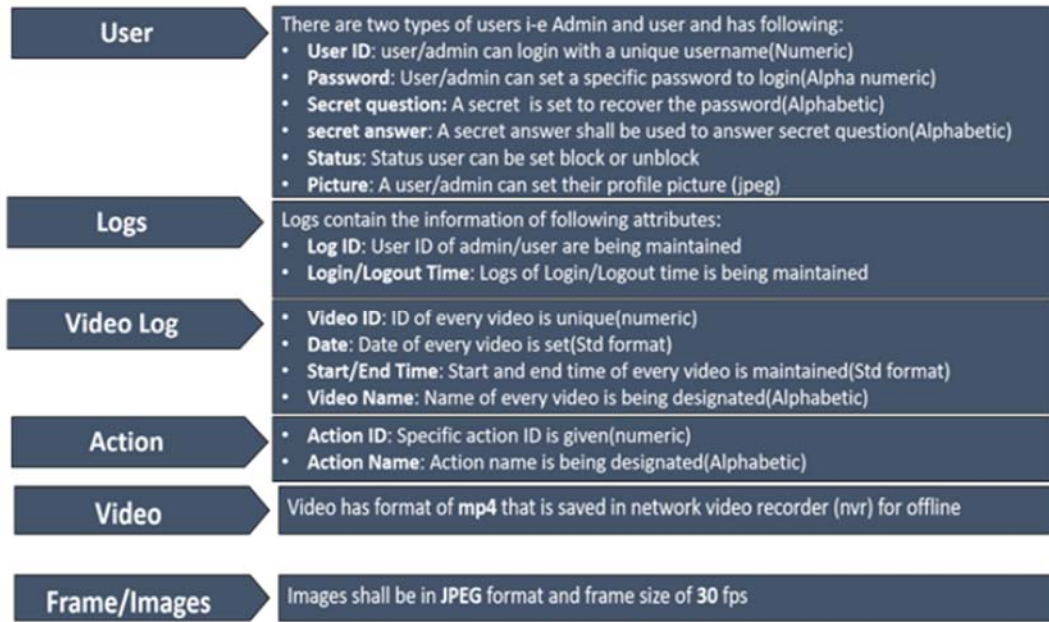 User
There are two types of users i-e Admin and user and has following:
• User ID: user/admin can login with a unique username(Numeric)
• Password: User/admin can set a specific password to login(Alpha numeric)
• Secret question: A secret is set to recover the password(Alphabetic)
• secret answer: A secret answer shall be used to answer secret question(Alphabetic)
• Status: Status user can be set block or unblock
• Picture: A user/admin can set their profile picture (jpeg)
Logs
Logs contain the information of following attributes:
• Log ID: User ID of admin/user are being maintained
• Login/Logout Time: Logs of Login/Logout time is being maintained
Video Log
• Video ID: ID of every video is unique(numeric)
• Date: Date of every video is set(Std format)
• Start/End Time: Start and end time of every video is maintained(Std format)
• Video Name: Name of every video is being designated(Alphabetic)
Action
• Action ID: Specific action ID is given(numeric)
• Action Name: Action name is being designated(Alphabetic)
Video
Video has format of mp4 that is saved in network video recorder (nvr) for offline
Frame/Images
Images shall be in JPEG format and frame size of 30 fps